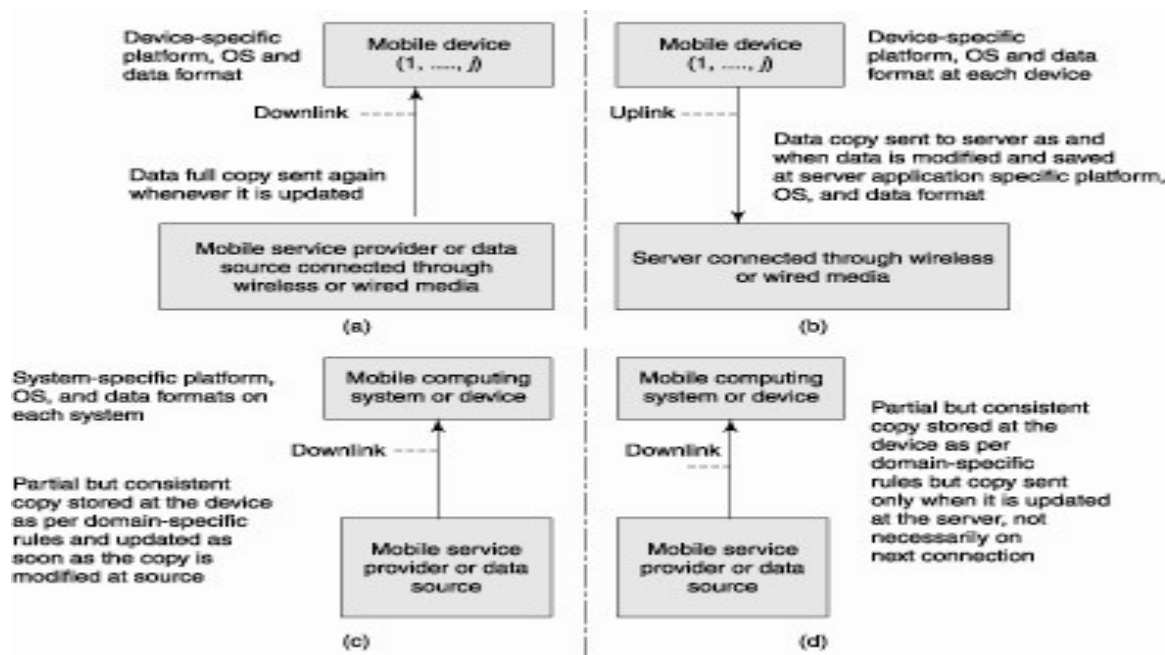 Device-specific
platform, OS and
data format
Mobile device
(1, ...., j)
Downlink
Data full copy sent again
whenever it is updated
Mobile service provider or data
source connected through
wireless or wired media
(a)
Mobile device
(1, ...., j)
Device-specific
platform, OS and data
format at each device
Uplink
Data copy sent to server as and
when data is modified and saved
at server application specific platform,
OS, and data format
Server connected through wireless
or wired media
(b)
System-specific platform,
OS, and data formats on
each system
Mobile computing
system or device
Downlink
Partial but consistent
copy stored at the device
as per domain-specific
rules and updated as
soon as the copy is
modified at source
Mobile service
provider or data
source
(c)
Mobile computing
system or device
Downlink
Partial but consistent
copy stored at the
device as per
domain-specific
rules but copy sent
only when it is updated
at the server, not
necessarily on
next connection
Mobile service
provider or data
source
(d)